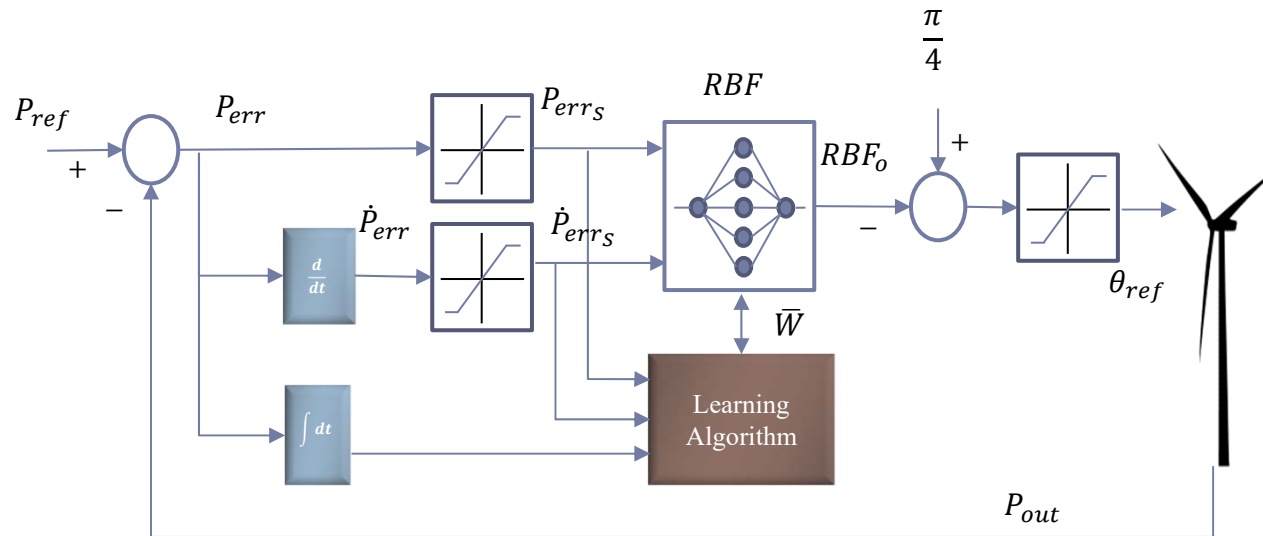 π/4
RBF
P_ref
P_err
P_err_S
RBF_o
+
+
−
Ṗ_err
Ṗ_err_S
−
d/dt
θ_ref
W̄
∫ dt
Learning
Algorithm
P_out